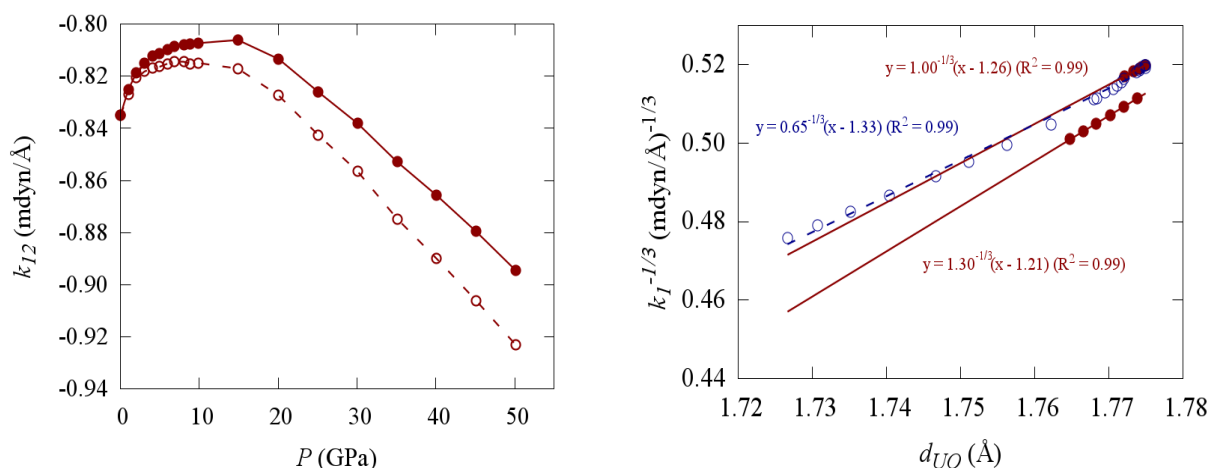 -0.80
-0.82
-0.84
-0.86
-0.88
-0.90
-0.92
-0.94
k12 (mdyn/Å)
0 10 20 30 40 50
P (GPa)
0.52
0.50
0.48
0.46
0.44
k1^-1/3 (mdyn/Å)^-1/3
y = 1.00^-1/3(x - 1.26) (R^2 = 0.99)
y = 0.65^-1/3(x - 1.33) (R^2 = 0.99)
y = 1.30^-1/3(x - 1.21) (R^2 = 0.99)
1.72 1.73 1.74 1.75 1.76 1.77 1.78
dUO (Å)